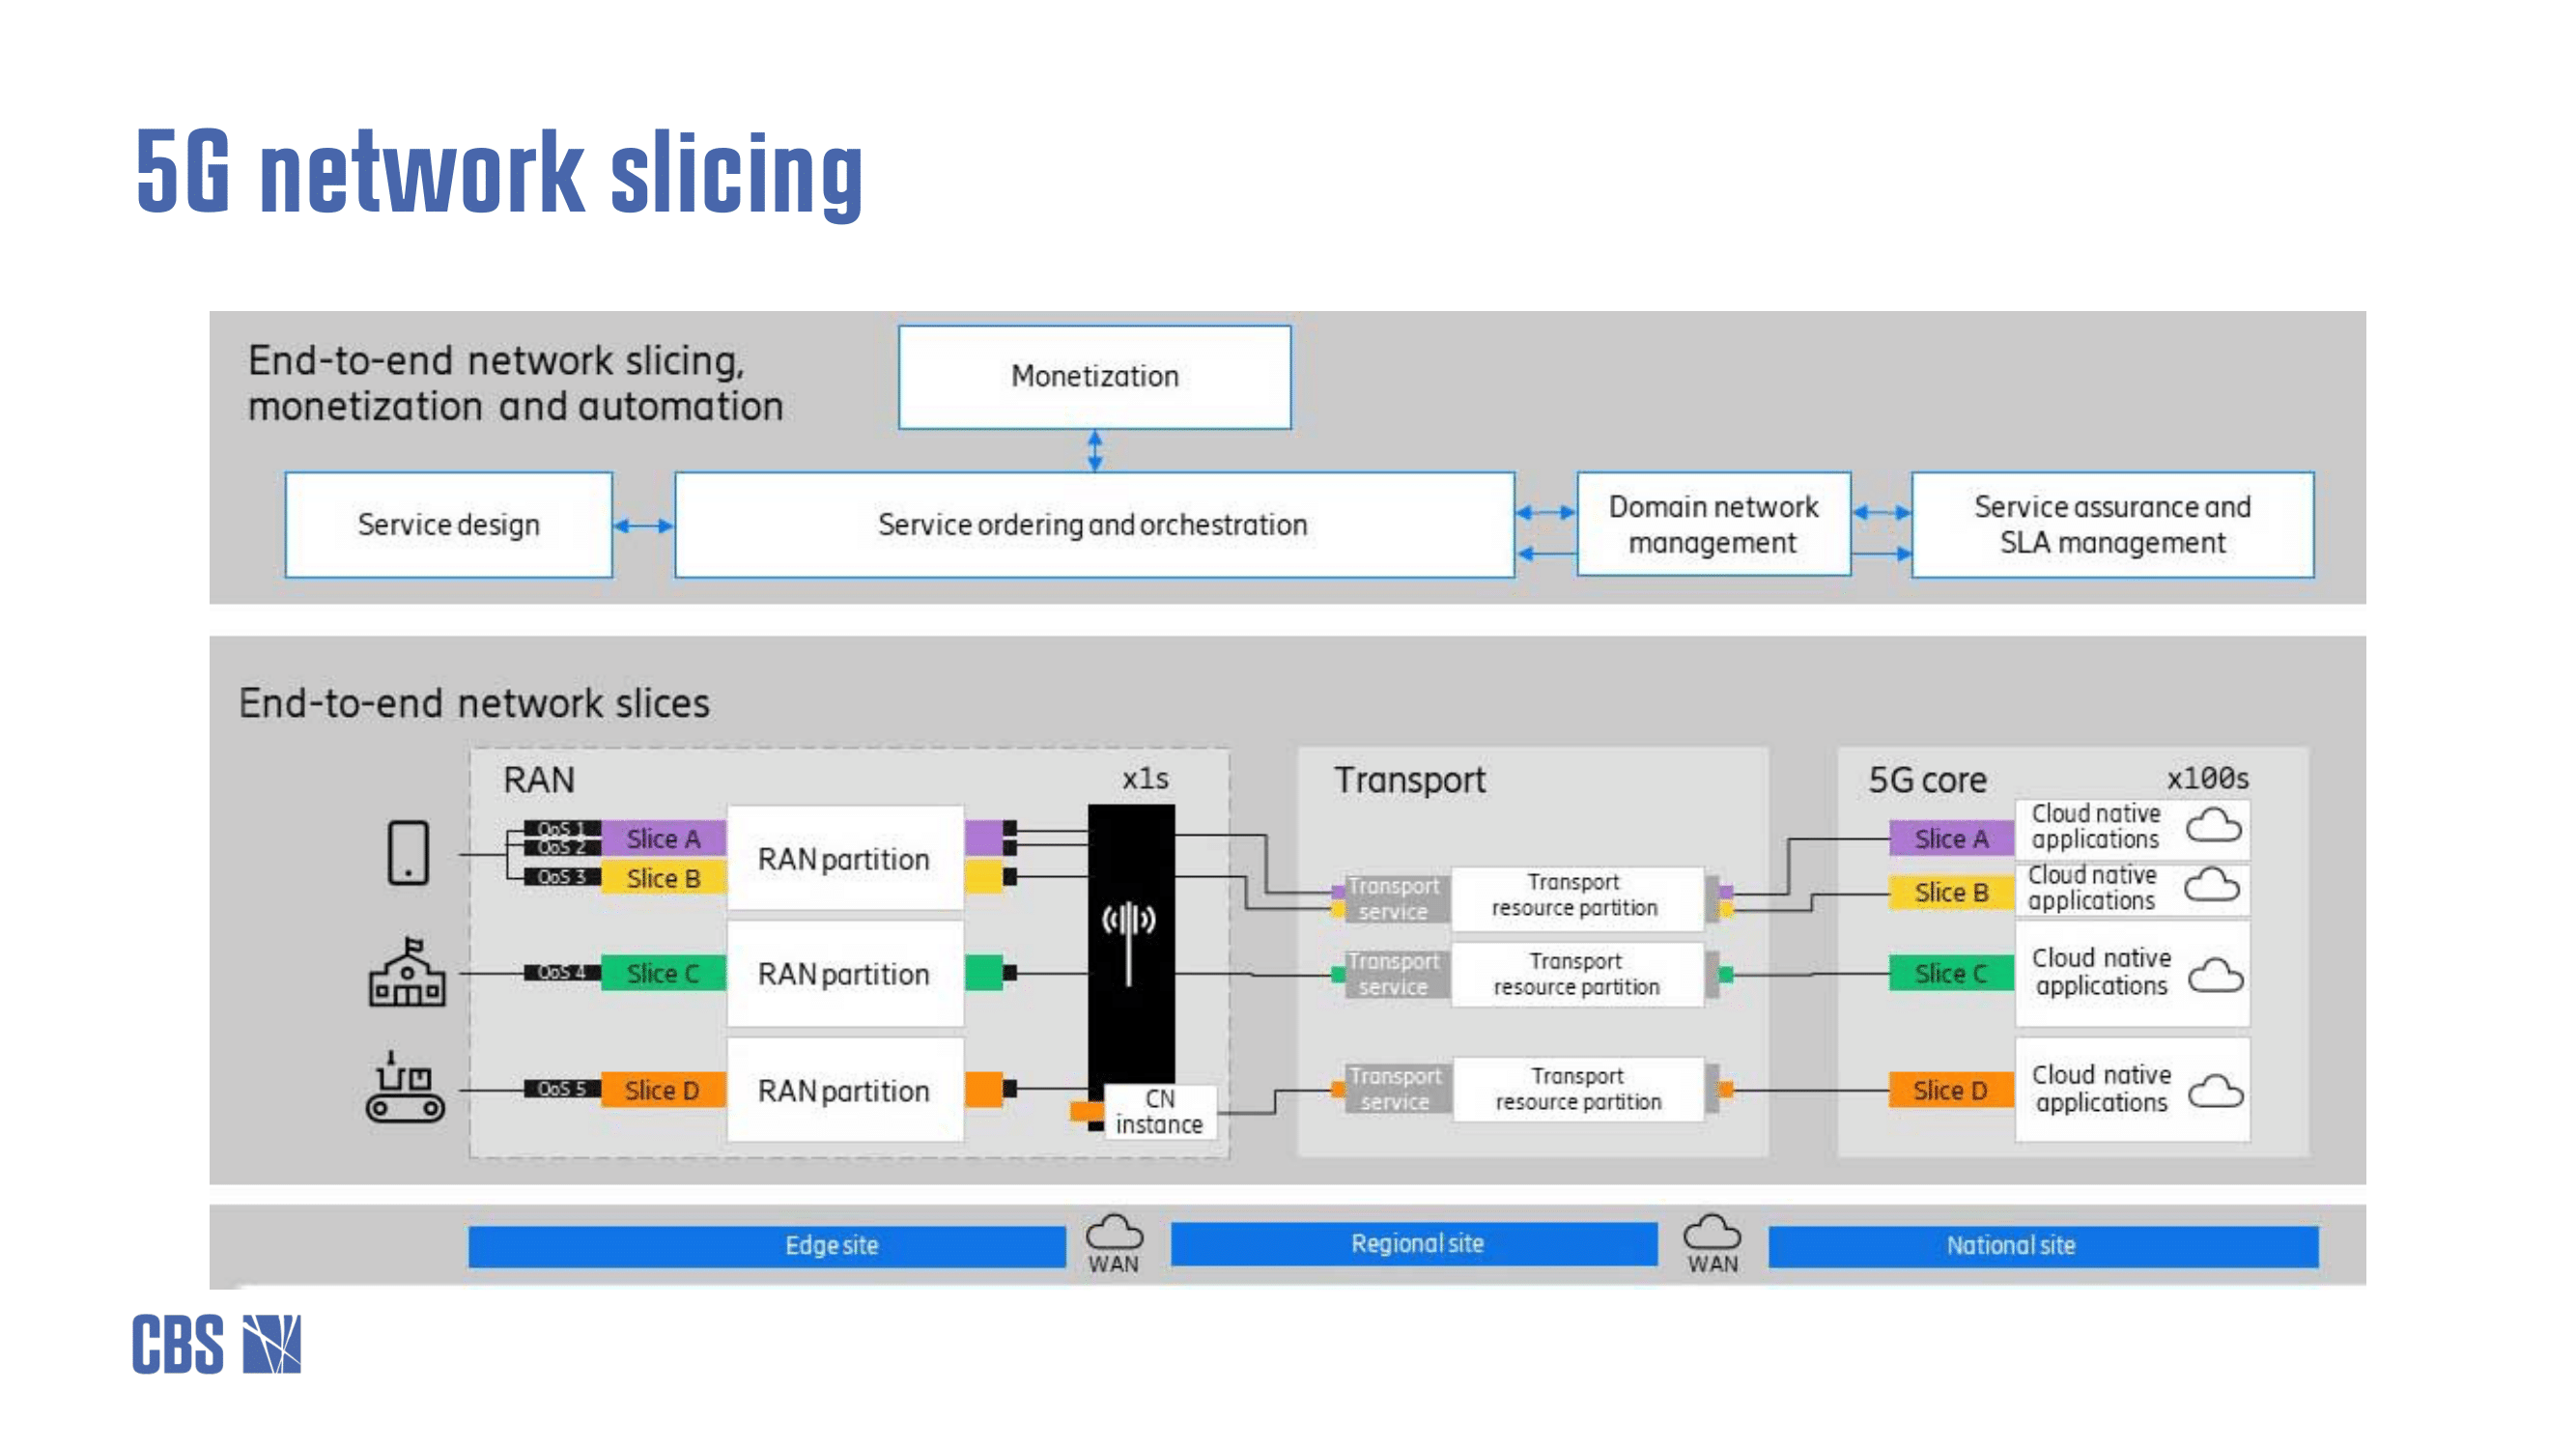 5G network slicing
End-to-end network slicing,
monetization and automation
Monetization
Service design
Service ordering and orchestration
Domain network
management
Service assurance and
SLA management
End-to-end network slices
RAN
x1s
QoS 1
QoS 2
Slice A
QoS 3
Slice B
RAN partition
QoS 4
Slice C
RAN partition
QoS 5
Slice D
RAN partition
CN
instance
Transport
Transport
service
Transport
resource partition
Transport
service
Transport
resource partition
Transport
service
Transport
resource partition
5G core
x100s
Slice A
Cloud native
applications
Slice B
Cloud native
applications
Slice C
Cloud native
applications
Slice D
Cloud native
applications
Edge site
WAN
Regional site
WAN
National site
CBS